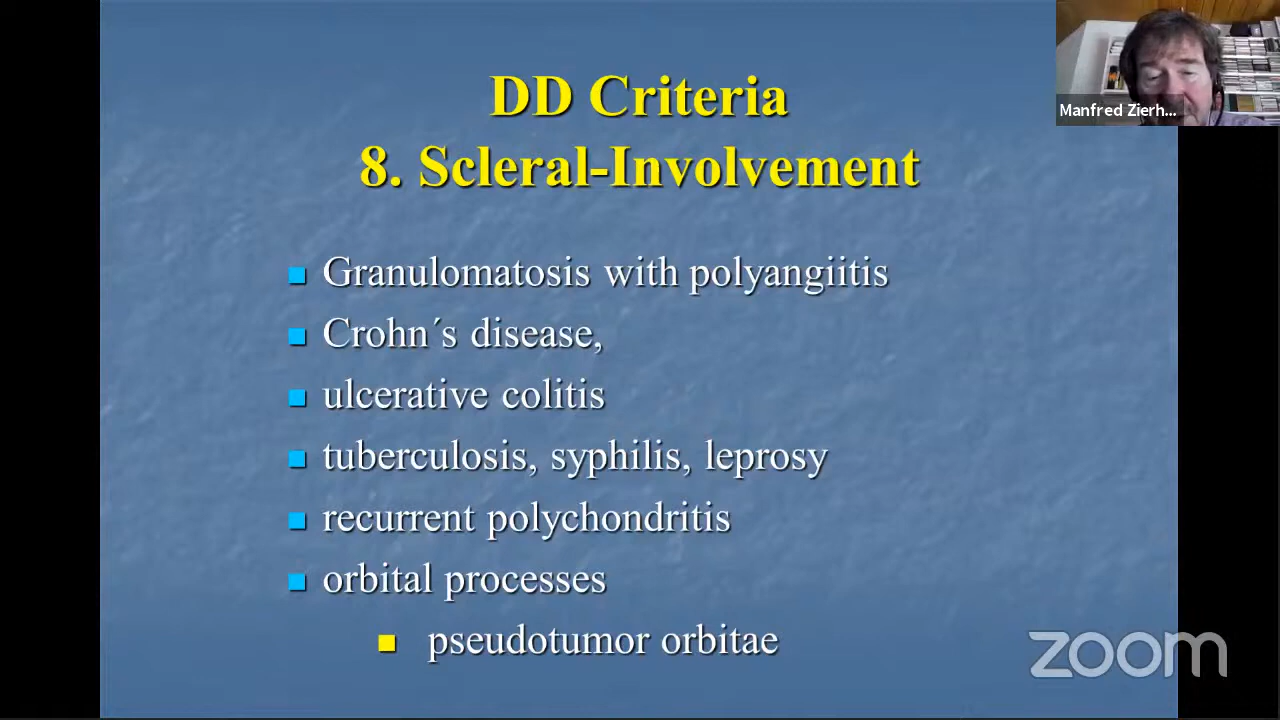 DD Criteria
8. Scleral-Involvement
Manfred Zierh...
Granulomatosis with polyangiitis
Crohn´s disease,
ulcerative colitis
tuberculosis, syphilis, leprosy
recurrent polychondritis
orbital processes
pseudotumor orbitae
zoom